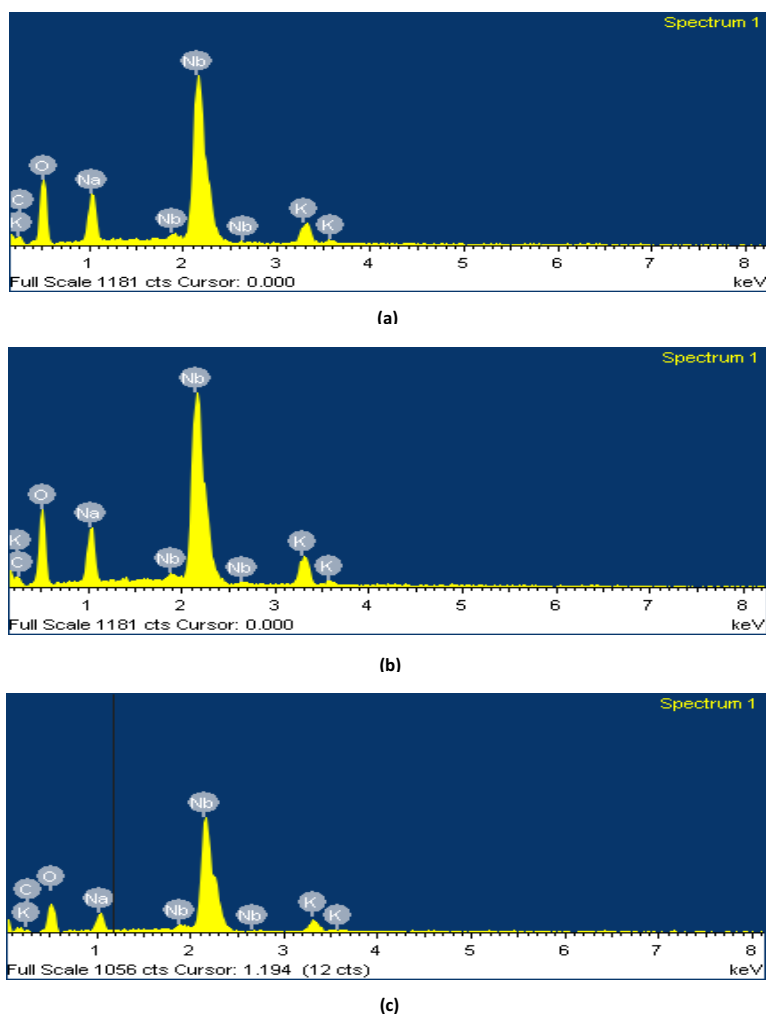 Spectrum 1
Nb
O
Na
C
K
Nb
Nb
K
K
1 2 3 4 5 6 7 8
Full Scale 1181 cts Cursor: 0.000 keV
(a)
Spectrum 1
Nb
O
Na
K
C
Nb
Nb
K
K
1 2 3 4 5 6 7 8
Full Scale 1181 cts Cursor: 0.000 keV
(b)
Spectrum 1
Nb
O
C
Na
K
Nb
Nb
K
K
1 2 3 4 5 6 7 8
Full Scale 1056 cts Cursor: 1.194 (12 cts) keV
(c)